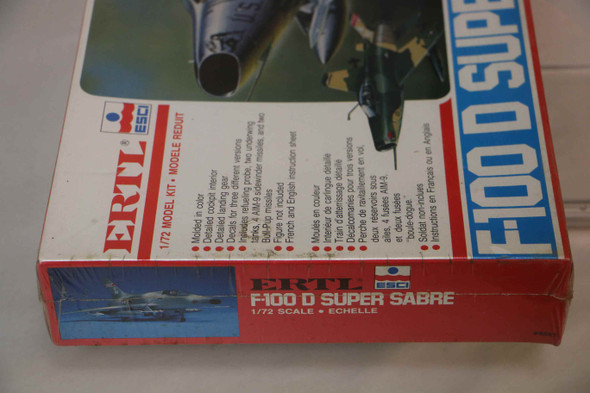 F-100 D SUPE
U.S.
ESCI
ERTL®
1/72 MODEL KIT • MODELE REDUIT
• Molded in color
• Detailed cockpit interior
• Detailed landing gear
• Decals for three different versions
• Includes refueling probe, two underwing
tanks, 4 AIM-9 sidewinder missiles, and two
Bull-Pup missiles
• Figure not included
• French and English instruction sheet
• Moulés en couleur
• Intérieur de carlingue détaillé
• Train d'atterrissage détaillé
• Décalcomanies pour trois versions
• Perche de ravitaillement en vol,
deux réservoirs sous
ailes, 4 fusées AIM-9,
et deux fusées
"boule-dogue."
• Soldat non-inclus
• Instructions en Français ou en Anglais
ERTL
ESCI
F-100 D SUPER SABRE
1/72 SCALE • ECHELLE